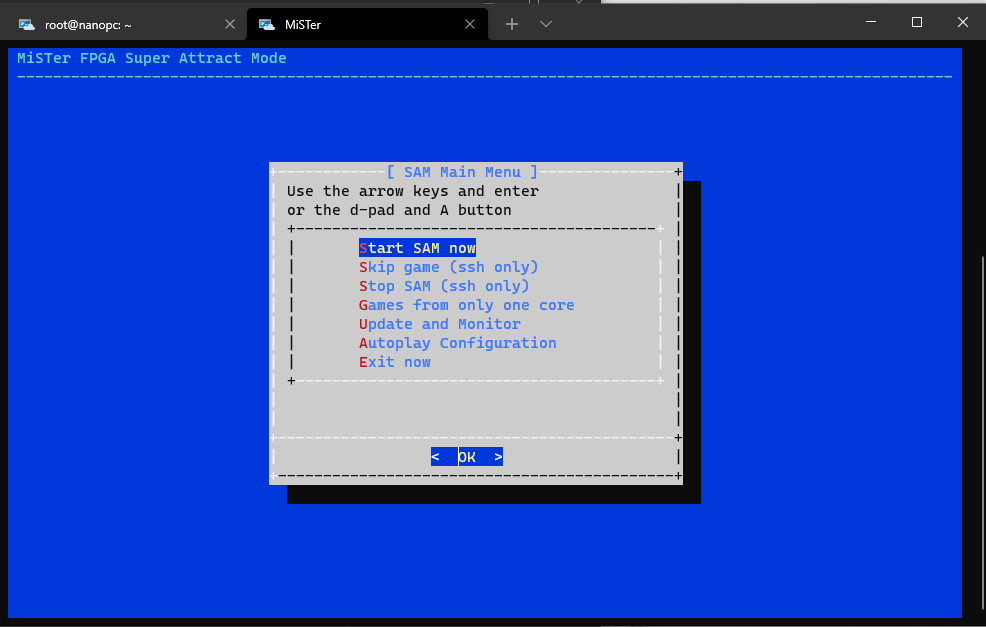 root@nanopc: ~
MiSTer
MiSTer FPGA Super Attract Mode
[ SAM Main Menu ]
Use the arrow keys and enter
or the d-pad and A button
Start SAM now
Skip game (ssh only)
Stop SAM (ssh only)
Games from only one core
Update and Monitor
Autoplay Configuration
Exit now
< OK >